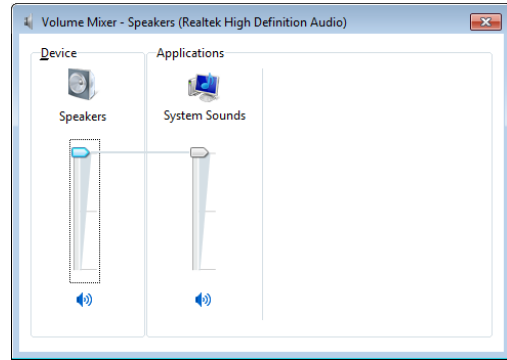 Volume Mixer - Speakers (Realtek High Definition Audio)
Device
Applications
Speakers
System Sounds